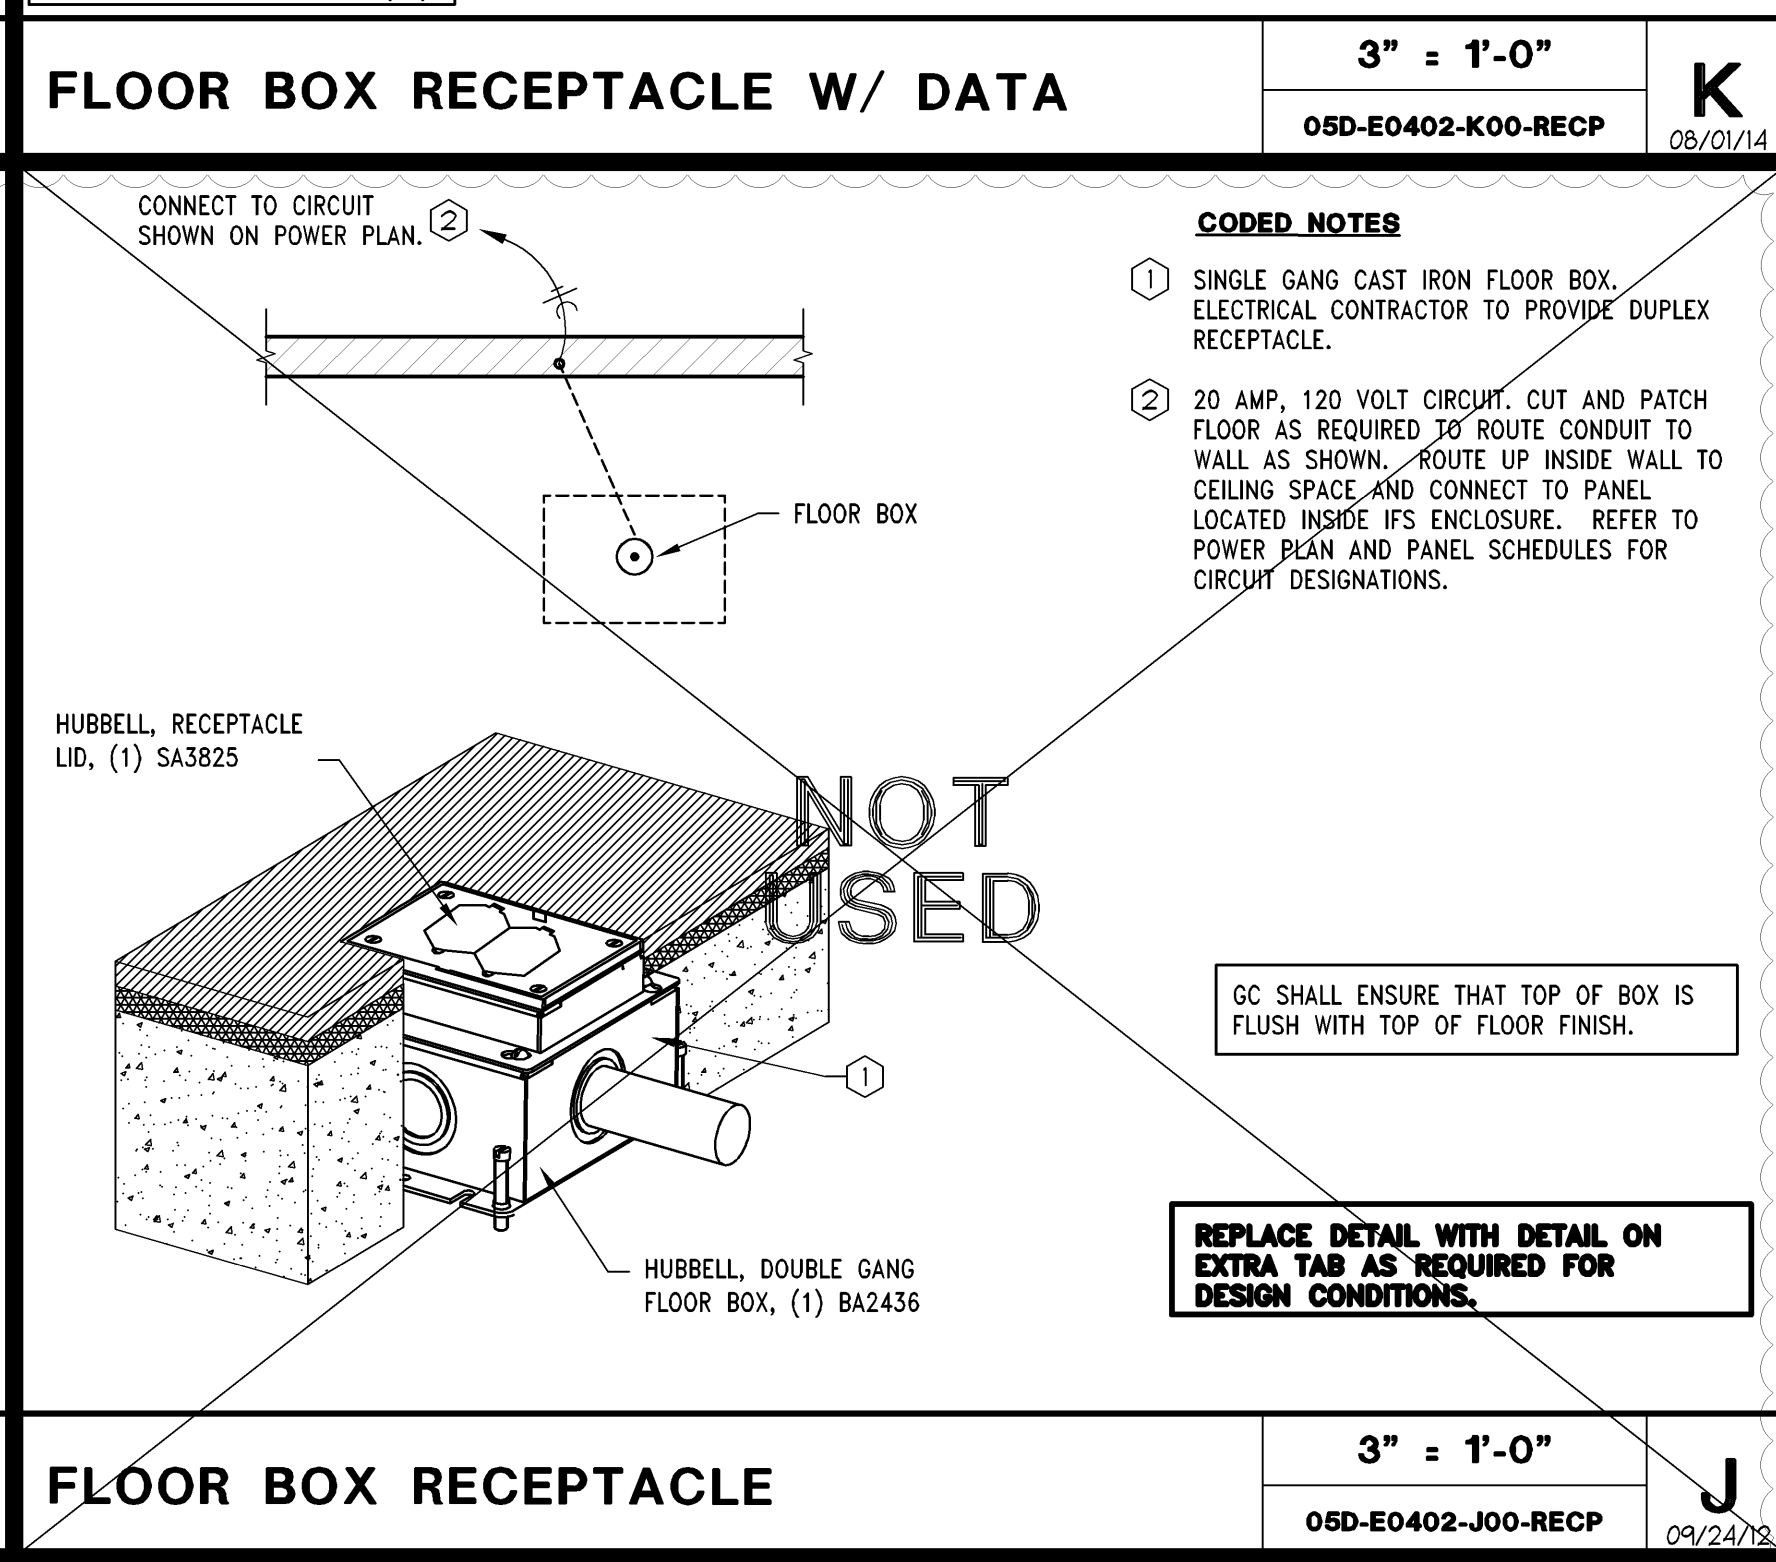 FLOOR BOX RECEPTACLE W/ DATA
3" = 1'-0"
05D-E0402-K00-RECP
K
08/01/14
CONNECT TO CIRCUIT
SHOWN ON POWER PLAN.
2
FLOOR BOX
CODED NOTES
1 SINGLE GANG CAST IRON FLOOR BOX.
ELECTRICAL CONTRACTOR TO PROVIDE DUPLEX
RECEPTACLE.
2 20 AMP, 120 VOLT CIRCUIT. CUT AND PATCH
FLOOR AS REQUIRED TO ROUTE CONDUIT TO
WALL AS SHOWN. ROUTE UP INSIDE WALL TO
CEILING SPACE AND CONNECT TO PANEL
LOCATED INSIDE IFS ENCLOSURE. REFER TO
POWER PLAN AND PANEL SCHEDULES FOR
CIRCUIT DESIGNATIONS.
HUBBELL, RECEPTACLE
LID, (1) SA3825
NOT
USED
1
HUBBELL, DOUBLE GANG
FLOOR BOX, (1) BA2436
GC SHALL ENSURE THAT TOP OF BOX IS
FLUSH WITH TOP OF FLOOR FINISH.
REPLACE DETAIL WITH DETAIL ON
EXTRA TAB AS REQUIRED FOR
DESIGN CONDITIONS.
FLOOR BOX RECEPTACLE
3" = 1'-0"
05D-E0402-J00-RECP
J
09/24/12